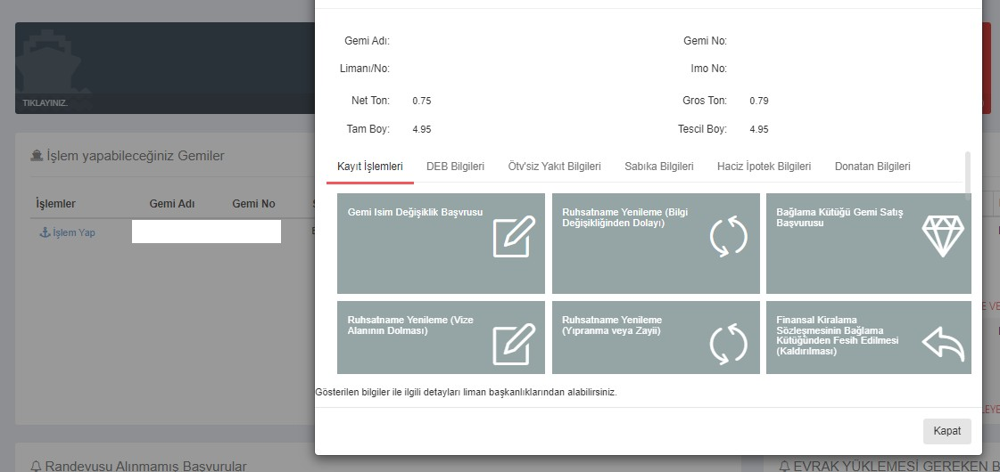 Gemi Adı:
Gemi No:
Limanı/No:
Imo No:
Net Ton: 0.75
Gros Ton: 0.79
Tam Boy: 4.95
Tescil Boy: 4.95
Kayıt İşlemleri
DEB Bilgileri
Ötv'siz Yakıt Bilgileri
Sabıka Bilgileri
Haciz İpotek Bilgileri
Donatan Bilgileri
Gemi Isim Değişiklik Başvrusu
Ruhsatname Yenileme (Bilgi
Değişikliğinden Dolayı)
Bağlama Kütüğü Gemi Satış
Başvurusu
Ruhsatname Yenileme (Vize
Alanının Dolması)
Ruhsatname Yenileme
(Yıpranma veya Zayii)
Finansal Kiralama
Sözleşmesinin Bağlama
Kütüğünden Fesih Edilmesi
(Kaldırılması)
Gösterilen bilgiler ile ilgili detayları liman başkanlıklarından alabilirsiniz.
Kapat
TIKLAYINIZ.
İşlem yapabileceğiniz Gemiler
İşlemler
Gemi Adı
Gemi No
İşlem Yap
Randevusu Alınmamış Başvurular
EVRAK YÜKLEMESİ GEREKEN B